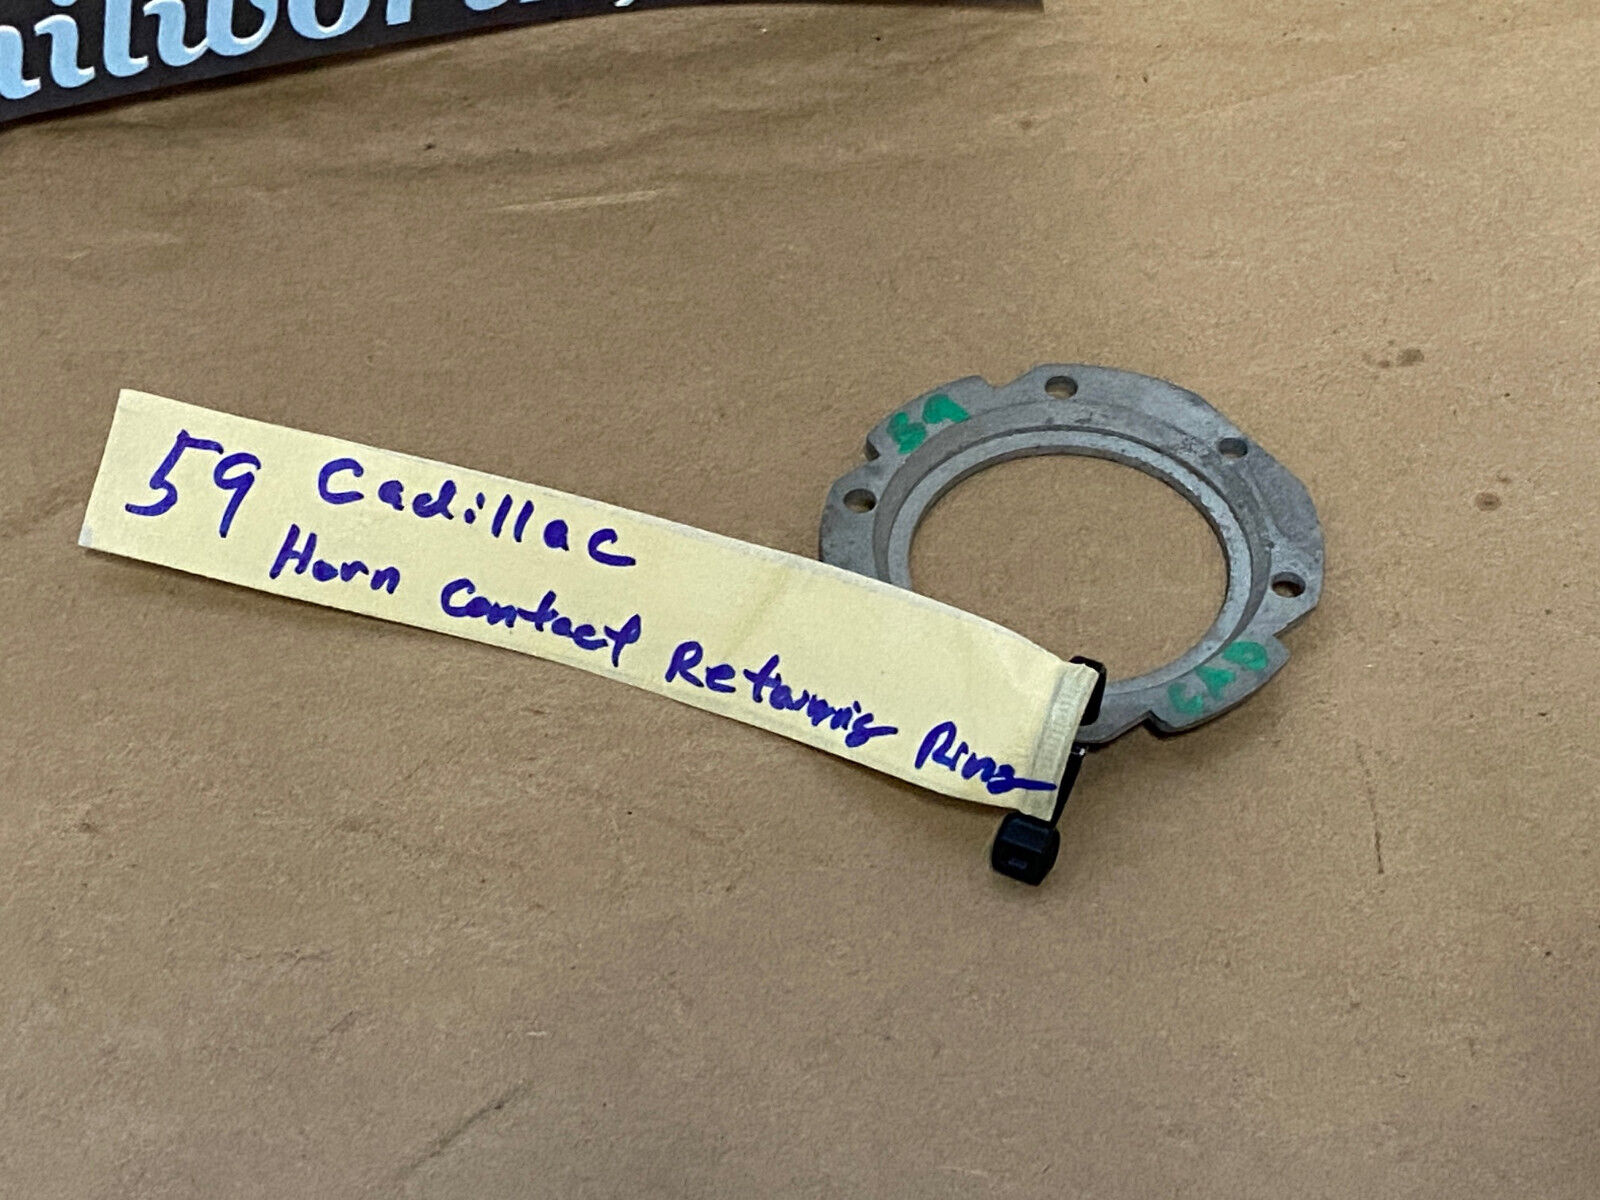 59 Cadillac
Horn Contact Retaining Ring
59
CAD